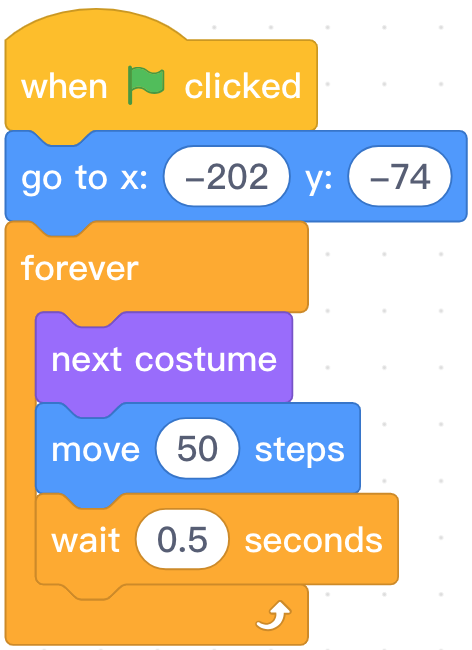 when clicked
go to x: −202 y: −74
forever
next costume
move 50 steps
wait 0.5 seconds